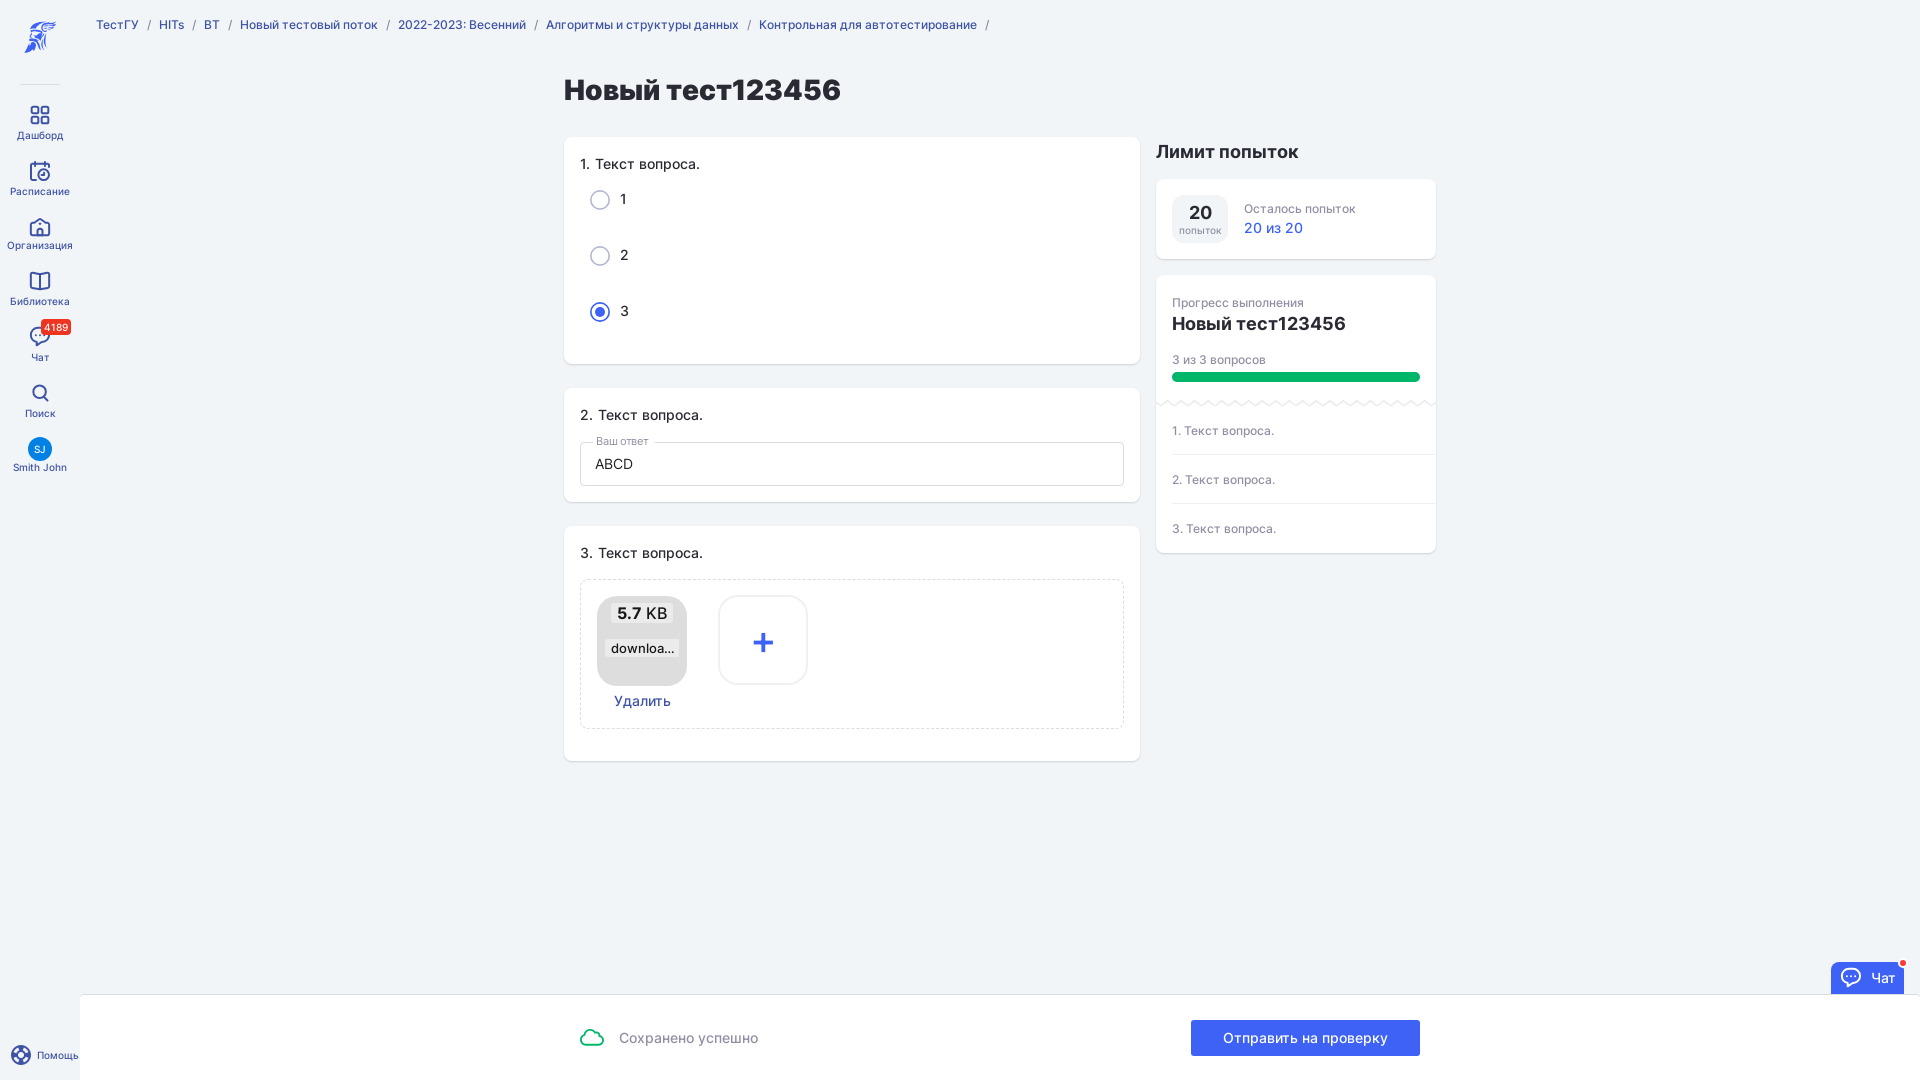 ТестГУ / HITs / ВТ / Новый тестовый поток / 2022-2023: Весенний / Алгоритмы и структуры данных / Контрольная для автотестирование /
Дашборд
Расписание
Организация
Библиотека
4189
Чат
Поиск
SJ
Smith John
Помощь
Новый тест123456
1. Текст вопроса.
1
2
3
2. Текст вопроса.
Ваш ответ
ABCD
3. Текст вопроса.
5.7 KB
downloa...
+
Удалить
Лимит попыток
20
попыток
Осталось попыток
20 из 20
Прогресс выполнения
Новый тест123456
3 из 3 вопросов
1. Текст вопроса.
2. Текст вопроса.
3. Текст вопроса.
Чат
Сохранено успешно
Отправить на проверку